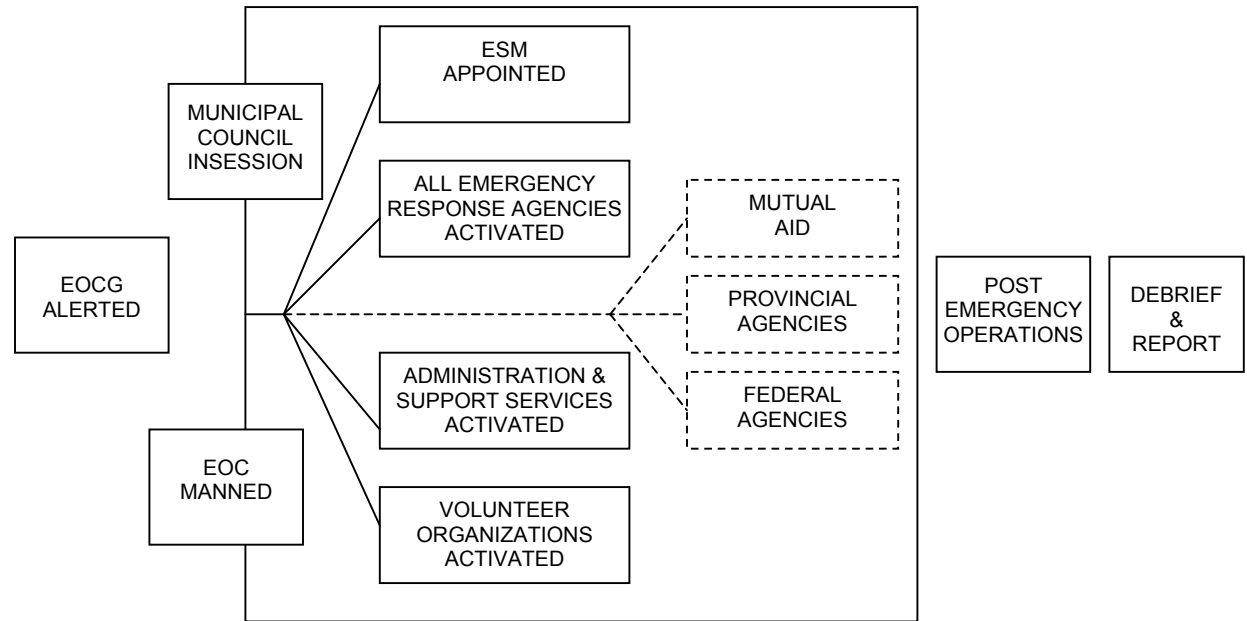 EOCG
ALERTED
MUNICIPAL
COUNCIL
INSESSION
EOC
MANNED
ESM
APPOINTED
ALL EMERGENCY
RESPONSE AGENCIES
ACTIVATED
ADMINISTRATION &
SUPPORT SERVICES
ACTIVATED
VOLUNTEER
ORGANIZATIONS
ACTIVATED
MUTUAL
AID
PROVINCIAL
AGENCIES
FEDERAL
AGENCIES
POST
EMERGENCY
OPERATIONS
DEBRIEF
&
REPORT